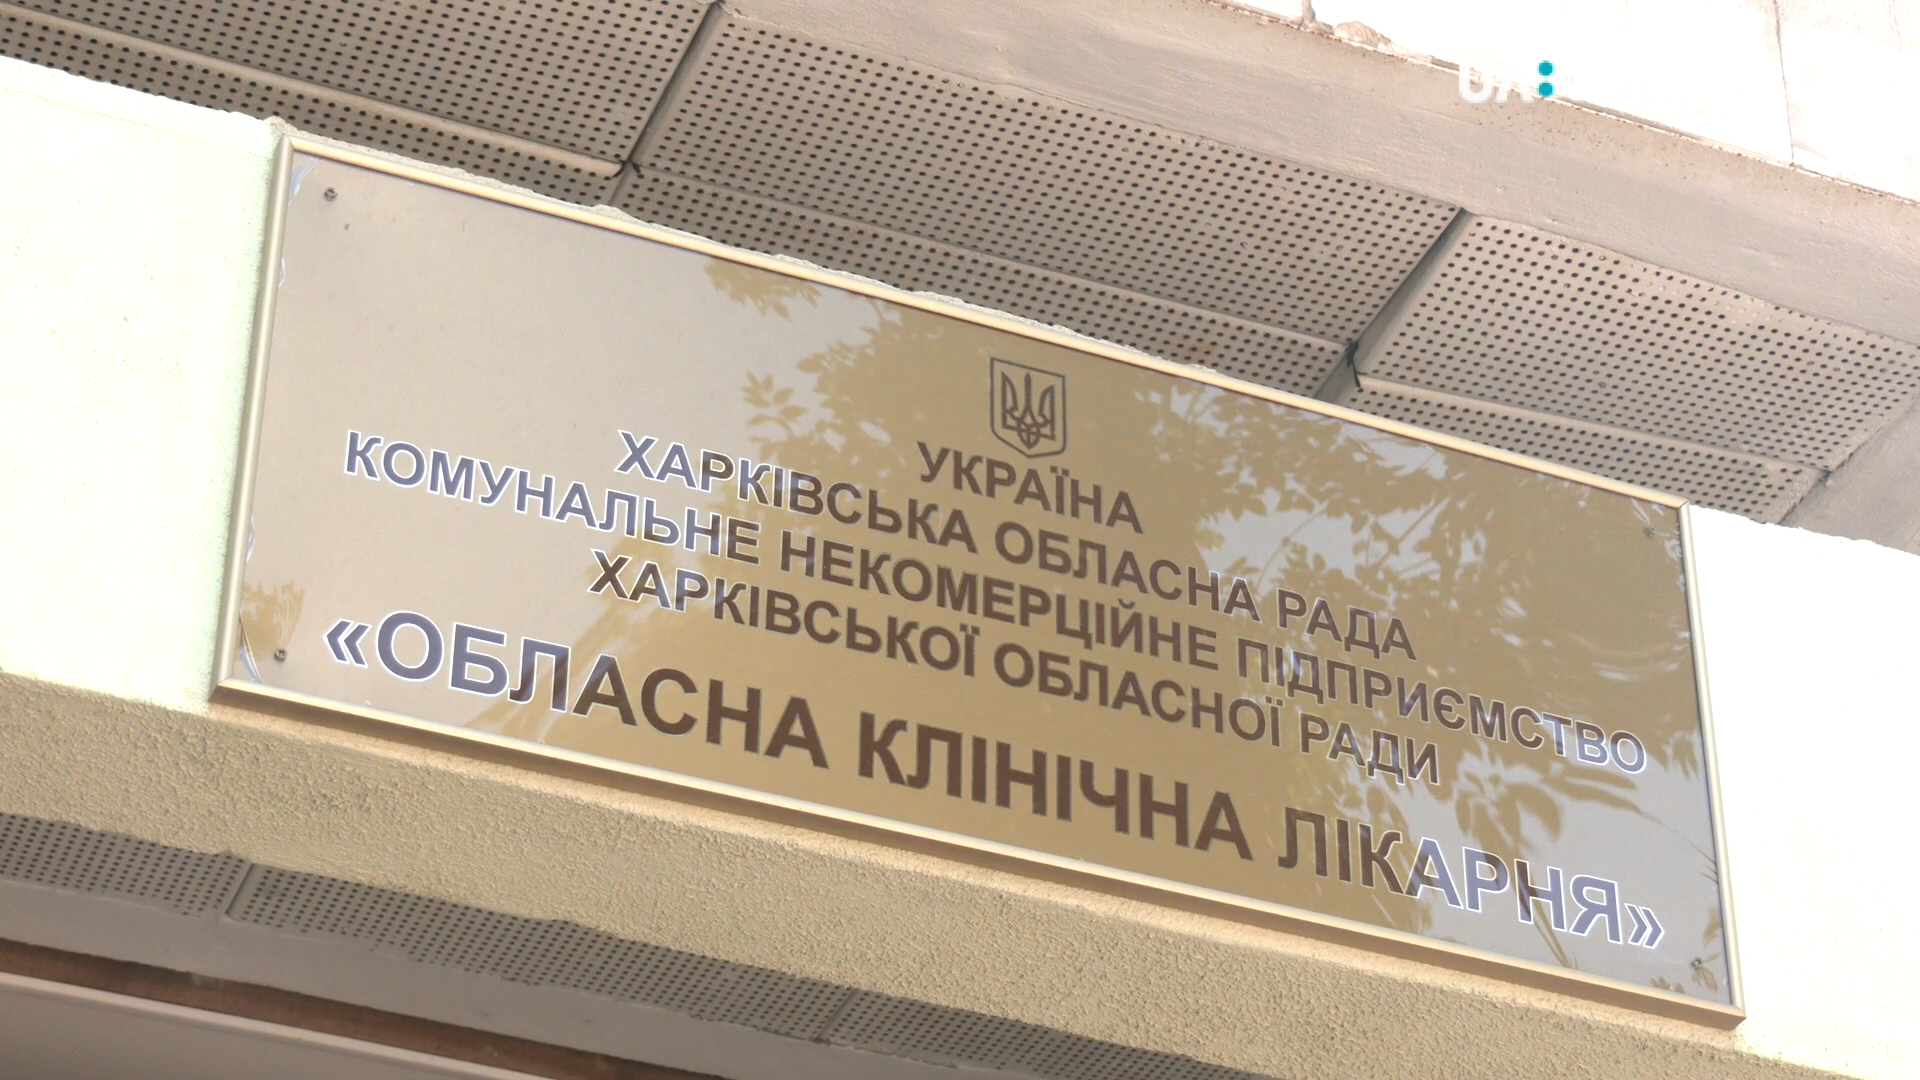 UA:
УКРАЇНА
ХАРКІВСЬКА ОБЛАСНА РАДА
КОМУНАЛЬНЕ НЕКОМЕРЦІЙНЕ ПІДПРИЄМСТВО
ХАРКІВСЬКОЇ ОБЛАСНОЇ РАДИ
«ОБЛАСНА КЛІНІЧНА ЛІКАРНЯ»